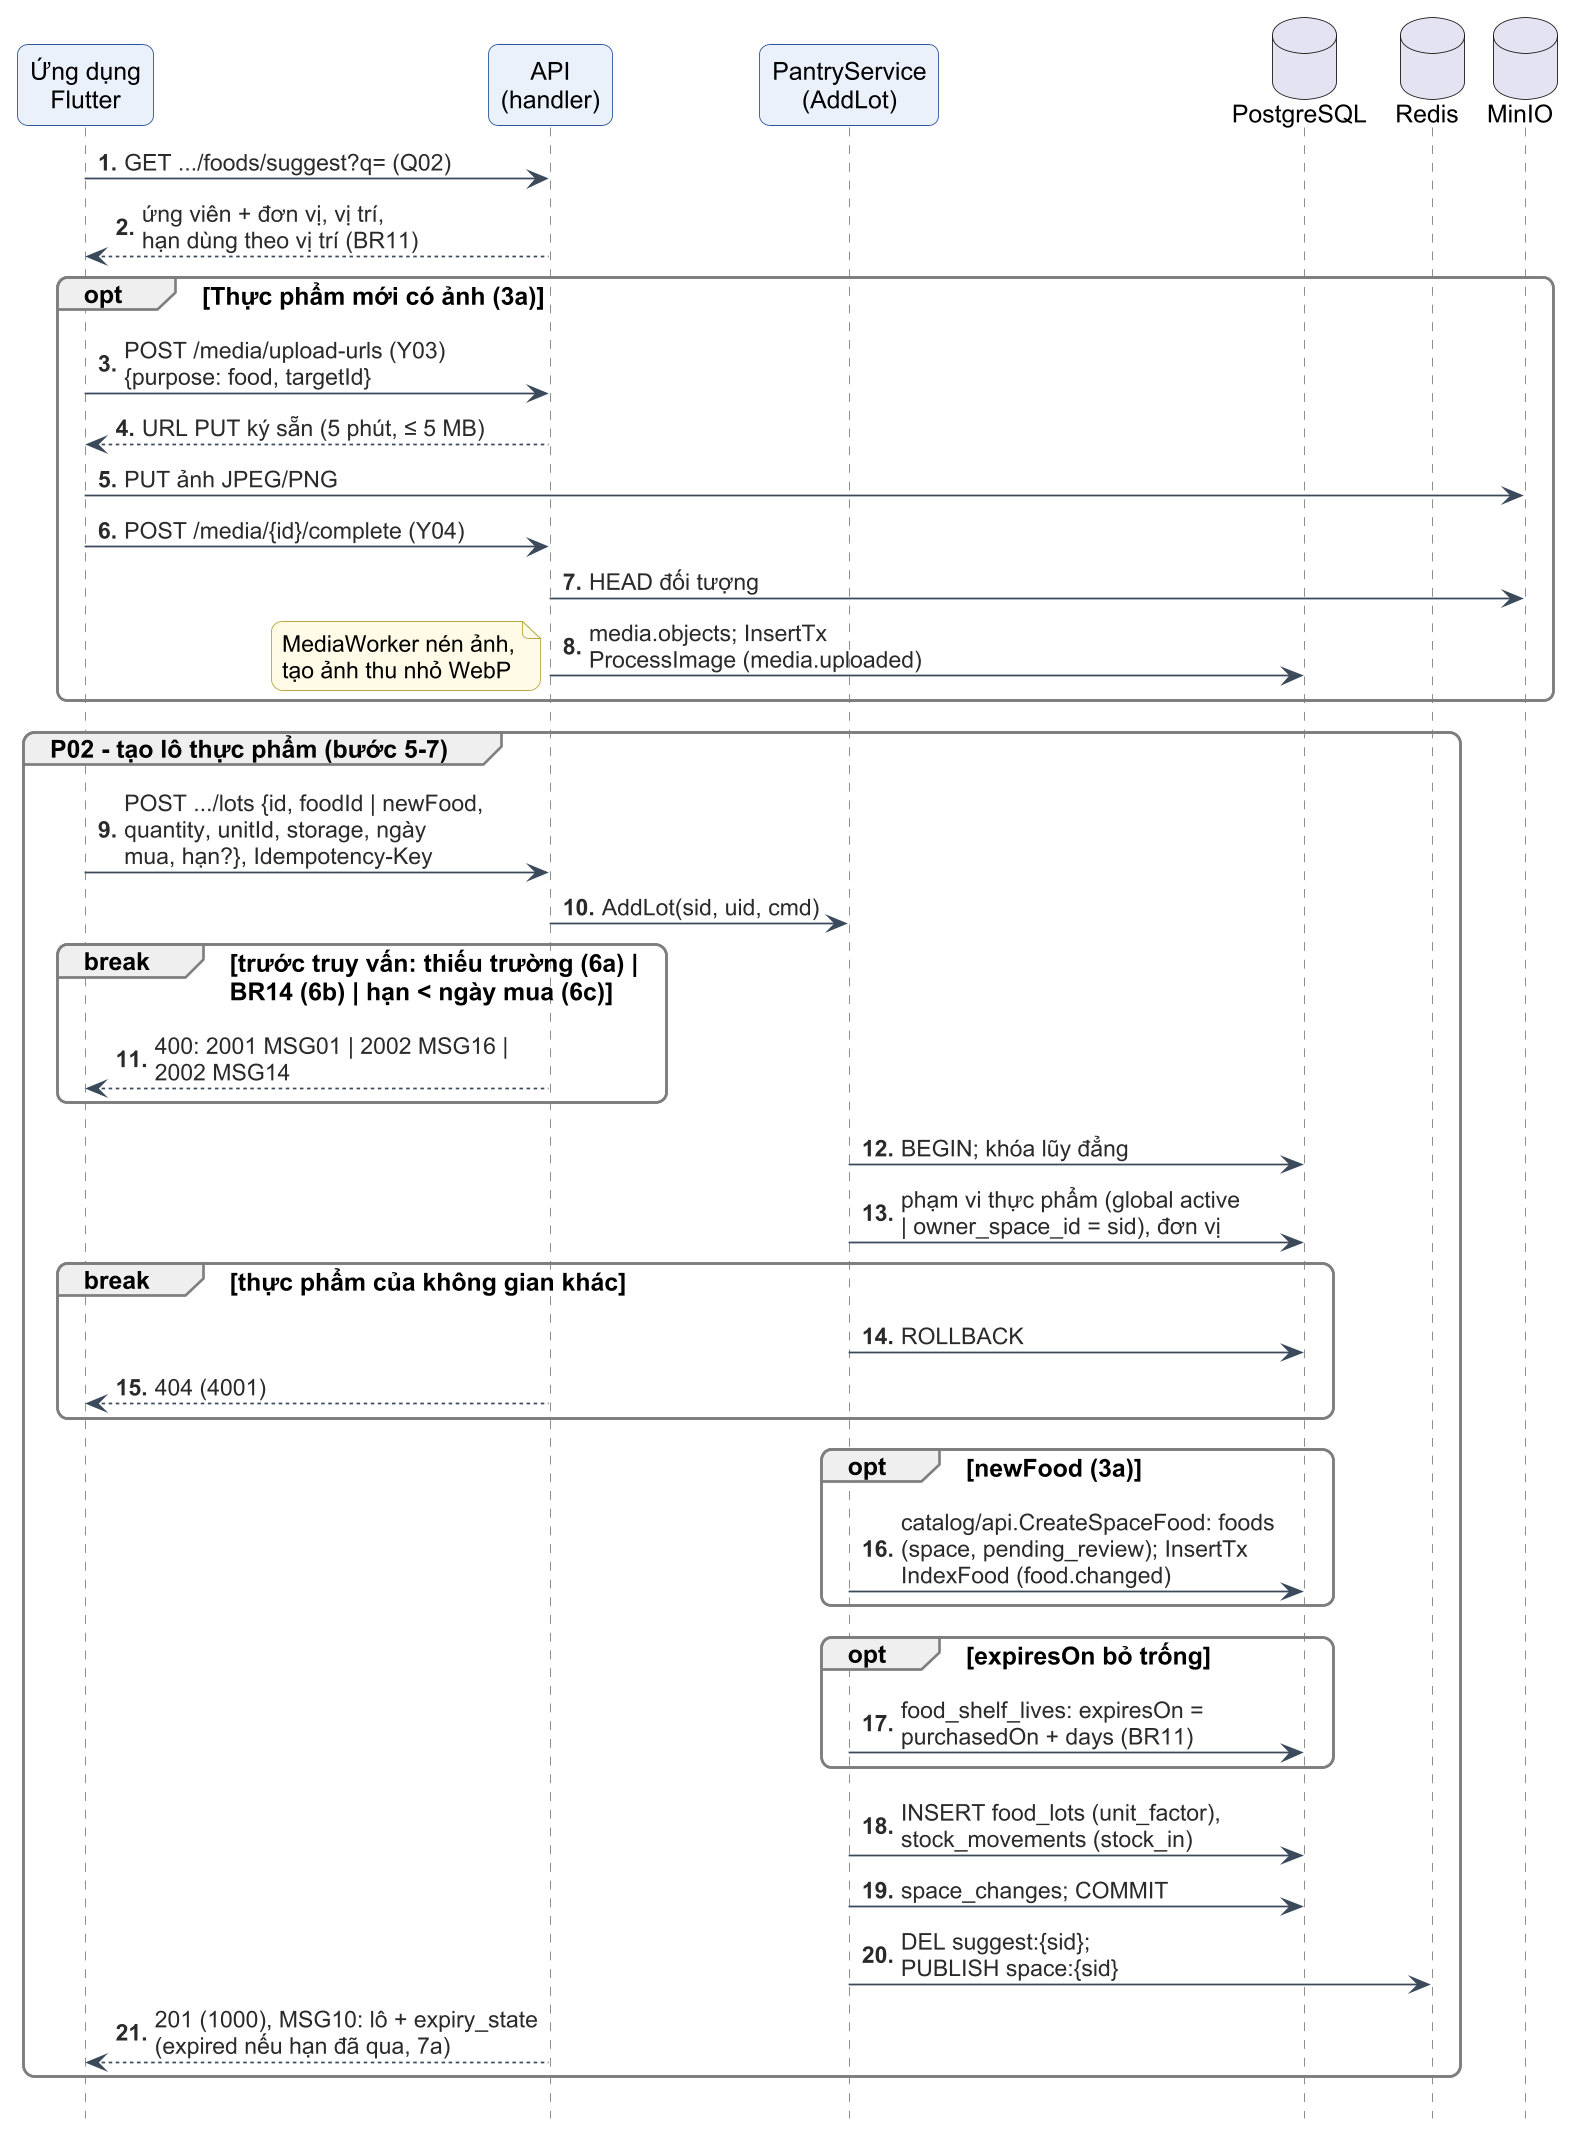 Ứng dụng
Flutter
API
(handler)
PantryService
(AddLot)
PostgreSQL
Redis
MinIO
1. GET .../foods/suggest?q= (Q02)
2. ứng viên + đơn vị, vị trí,
hạn dùng theo vị trí (BR11)
opt [Thực phẩm mới có ảnh (3a)]
3. POST /media/upload-urls (Y03)
{purpose: food, targetId}
4. URL PUT ký sẵn (5 phút, ≤ 5 MB)
5. PUT ảnh JPEG/PNG
6. POST /media/{id}/complete (Y04)
7. HEAD đối tượng
MediaWorker nén ảnh,
tạo ảnh thu nhỏ WebP
8. media.objects; InsertTx
ProcessImage (media.uploaded)
P02 - tạo lô thực phẩm (bước 5-7)
9. POST .../lots {id, foodId | newFood,
quantity, unitId, storage, ngày
mua, hạn?}, Idempotency-Key
10. AddLot(sid, uid, cmd)
break [trước truy vấn: thiếu trường (6a) |
BR14 (6b) | hạn < ngày mua (6c)]
11. 400: 2001 MSG01 | 2002 MSG16 |
2002 MSG14
12. BEGIN; khóa lũy đẳng
13. phạm vi thực phẩm (global active
| owner_space_id = sid), đơn vị
break [thực phẩm của không gian khác]
14. ROLLBACK
15. 404 (4001)
opt [newFood (3a)]
16. catalog/api.CreateSpaceFood: foods
(space, pending_review); InsertTx
IndexFood (food.changed)
opt [expiresOn bỏ trống]
17. food_shelf_lives: expiresOn =
purchasedOn + days (BR11)
18. INSERT food_lots (unit_factor),
stock_movements (stock_in)
19. space_changes; COMMIT
20. DEL suggest:{sid};
PUBLISH space:{sid}
21. 201 (1000), MSG10: lô + expiry_state
(expired nếu hạn đã qua, 7a)